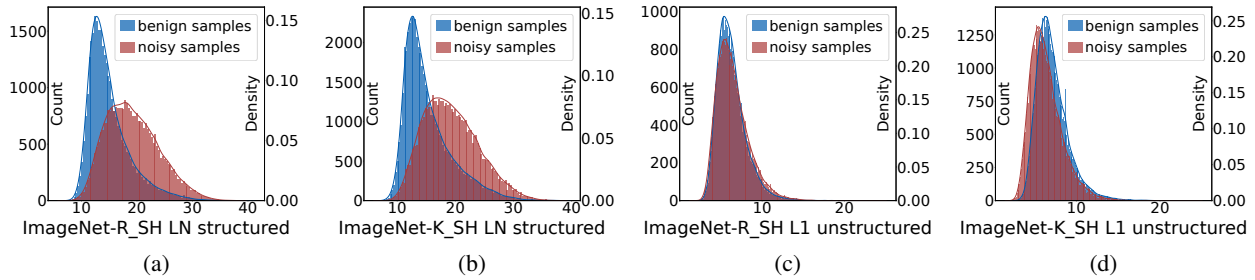 benign samples
noisy samples
1500
1000
500
0
0.15
0.10
0.05
0.00
Count
Density
10 20 30 40
ImageNet-R_SH LN structured
(a)
benign samples
noisy samples
2000
1500
1000
500
0
0.15
0.10
0.05
0.00
Count
Density
10 20 30 40
ImageNet-K_SH LN structured
(b)
benign samples
noisy samples
1000
800
600
400
200
0
0.25
0.20
0.15
0.10
0.05
0.00
Count
Density
10 20
ImageNet-R_SH L1 unstructured
(c)
benign samples
noisy samples
1250
1000
750
500
250
0
0.25
0.20
0.15
0.10
0.05
0.00
Count
Density
10 20
ImageNet-K_SH L1 unstructured
(d)